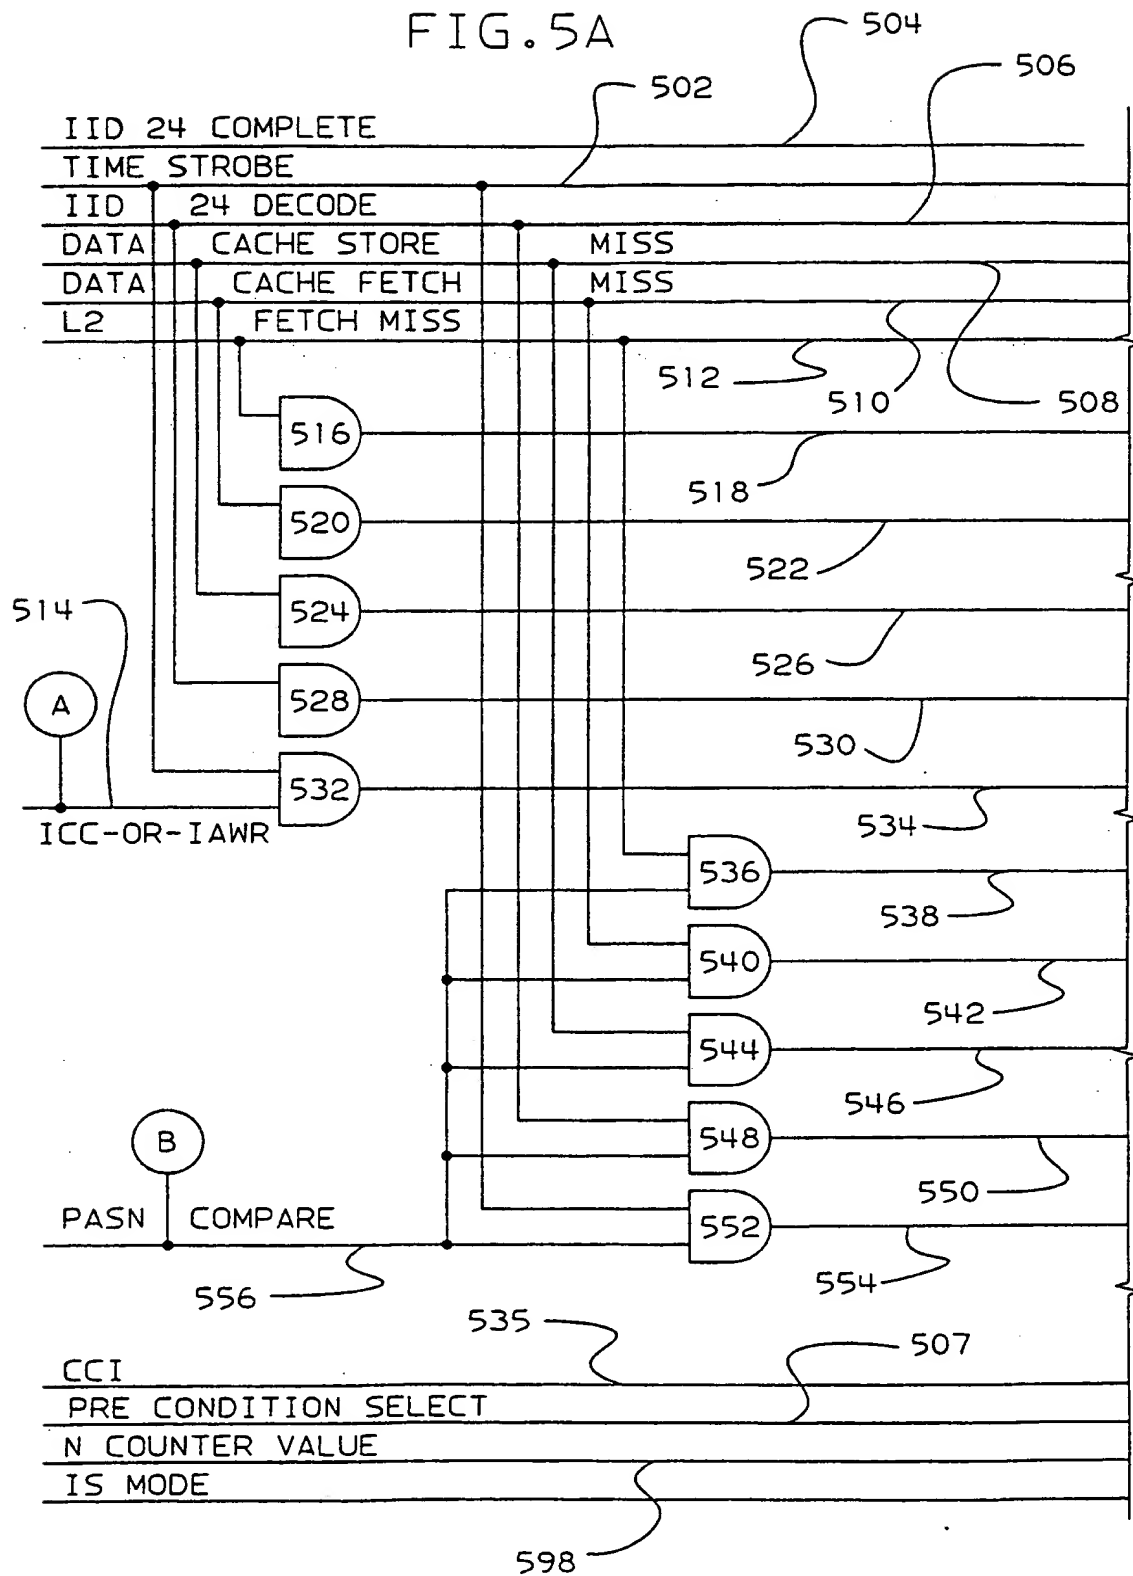 FIG.5A
504
506
502
IID 24 COMPLETE
TIME STROBE
IID 24 DECODE
DATA CACHE STORE MISS
DATA CACHE FETCH MISS
L2 FETCH MISS
512
510
508
516
518
520
522
514
524
526
A
528
530
532
534
ICC-OR-IAWR
536
538
540
542
544
546
B
548
550
PASN COMPARE
552
556
554
535
507
CCI
PRE CONDITION SELECT
N COUNTER VALUE
IS MODE
598